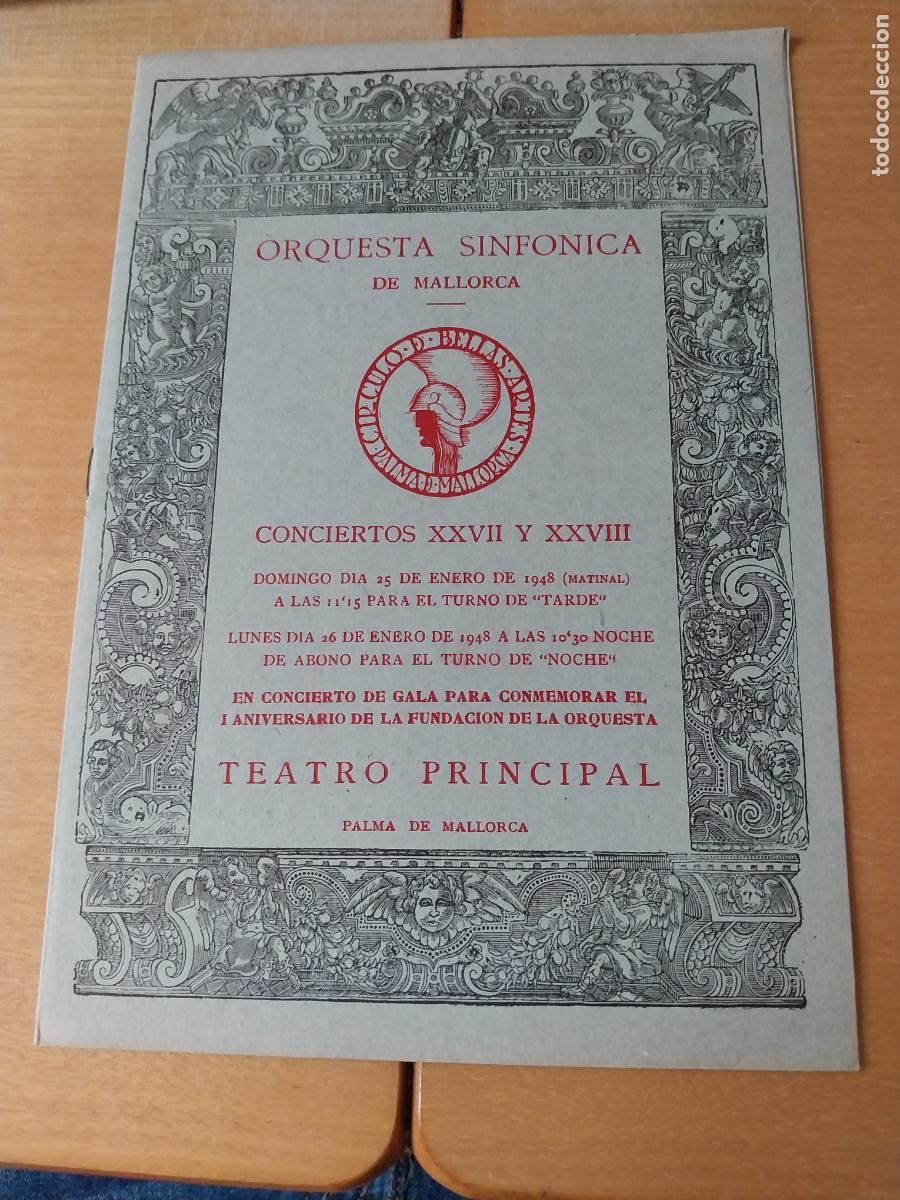 ORQUESTA SINFONICA
DE MALLORCA
CIRCULO·D·BELLAS·ARTES·
PALMA·D·MALLORCA
CONCIERTOS XXVII Y XXVIII
DOMINGO DIA 25 DE ENERO DE 1948 (MATINAL)
A LAS 11'15 PARA EL TURNO DE "TARDE"
LUNES DIA 26 DE ENERO DE 1948 A LAS 10'30 NOCHE
DE ABONO PARA EL TURNO DE "NOCHE"
EN CONCIERTO DE GALA PARA CONMEMORAR EL
I ANIVERSARIO DE LA FUNDACION DE LA ORQUESTA
TEATRO PRINCIPAL
PALMA DE MALLORCA
todocoleccion